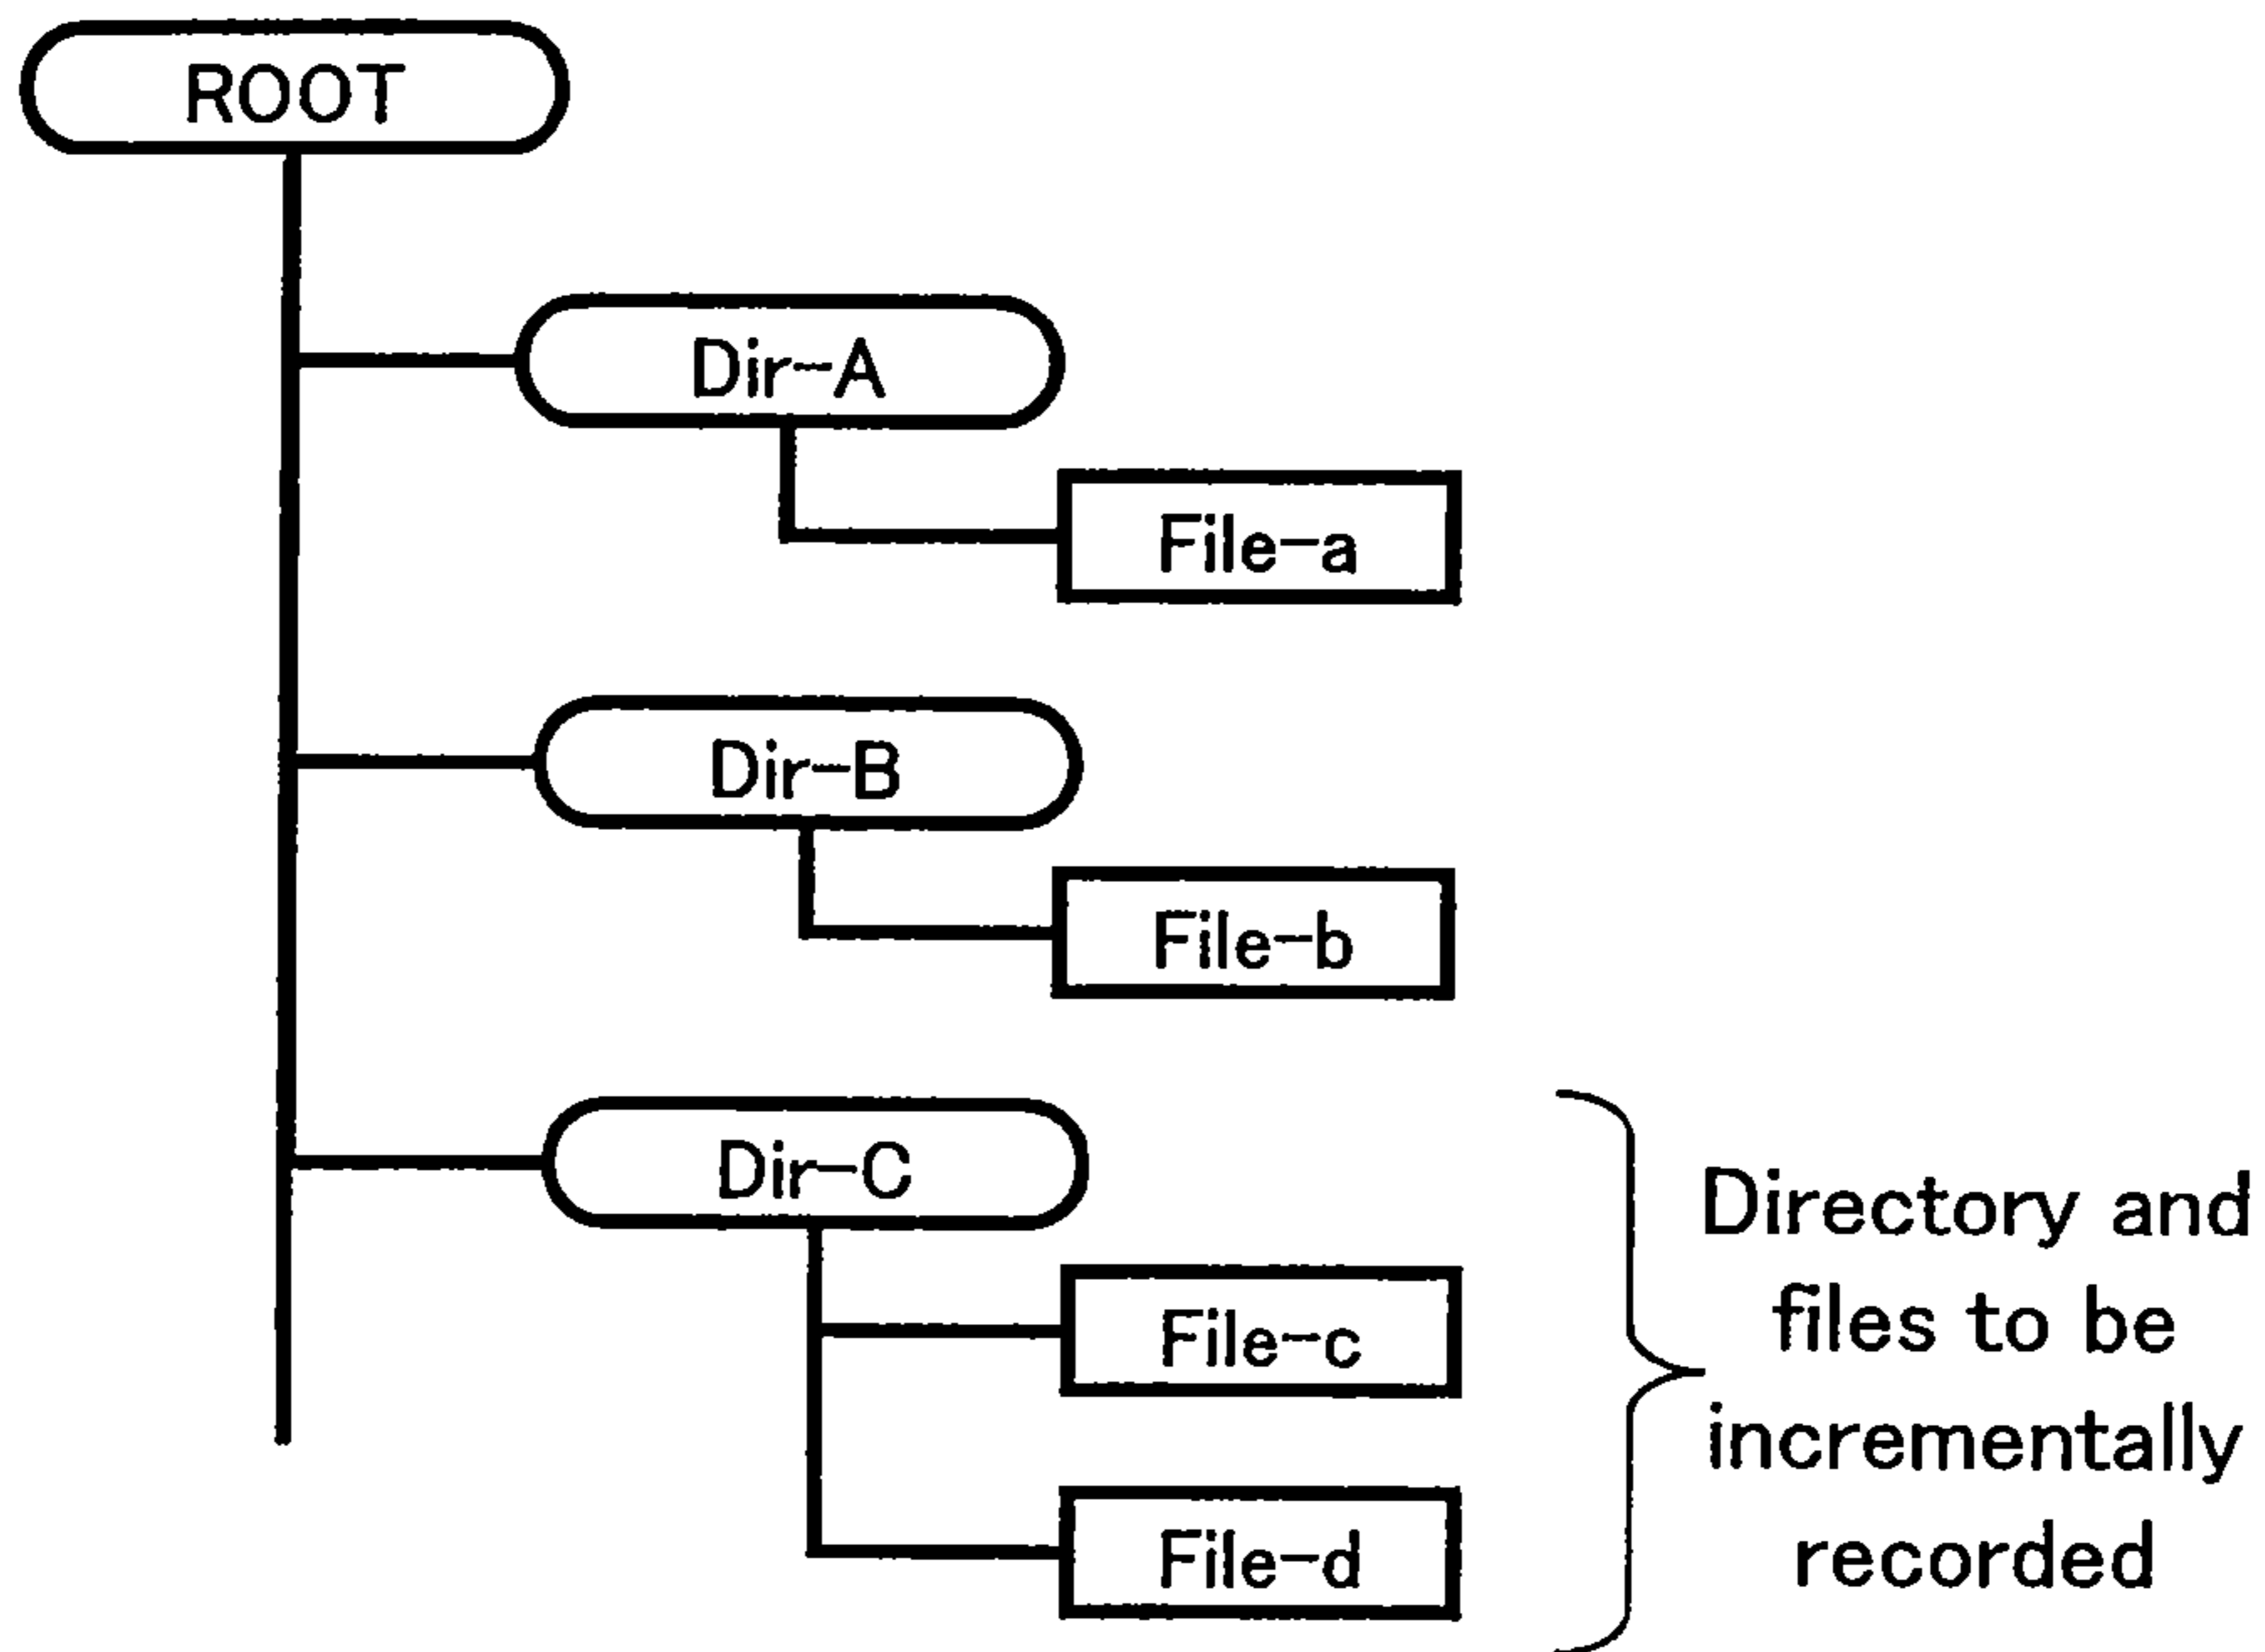 ROOT
Dir-A
File-a
Dir-B
File-b
Dir-C
File-c
File-d
Directory and
files to be
incrementally
recorded